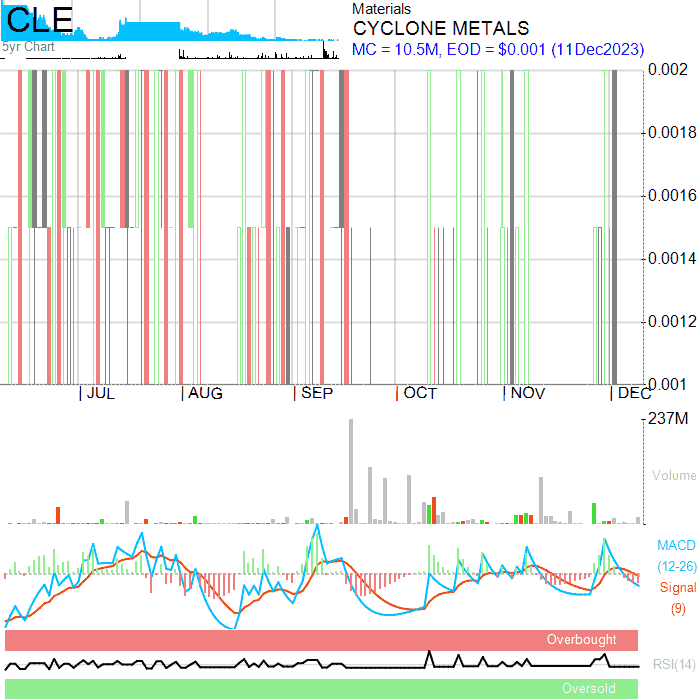 CLE
5yr Chart
Materials
CYCLONE METALS
MC = 10.5M, EOD = $0.001 (11Dec2023)
0.002
0.0018
0.0016
0.0014
0.0012
0.001
| JUL | AUG | SEP | OCT | NOV | DEC
237M
Volume
MACD
(12-26)
Signal
(9)
Overbought
RSI(14)
Oversold